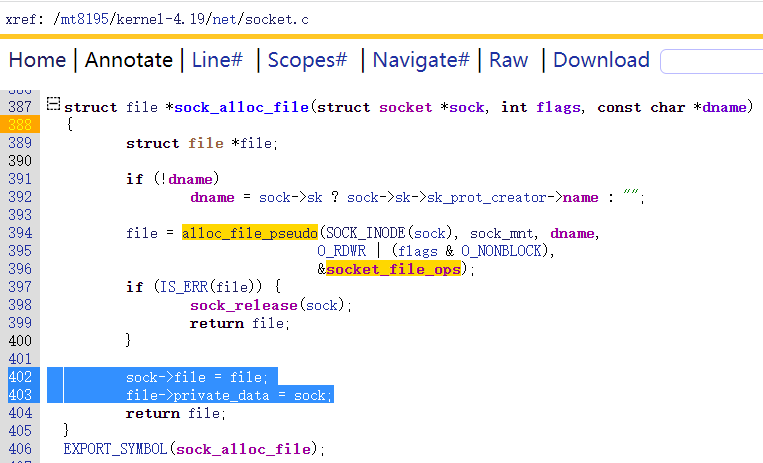 xref: /mt8195/kernel-4.19/net/socket.c
Home | Annotate | Line# | Scopes# | Navigate# | Raw | Download
386
387 struct file *sock_alloc_file(struct socket *sock, int flags, const char *dname)
388 {
389 struct file *file;
390
391 if (!dname)
392 dname = sock->sk ? sock->sk->sk_prot_creator->name : "";
393
394 file = alloc_file_pseudo(SOCK_INODE(sock), sock_mnt, dname,
395 O_RDWR | (flags & O_NONBLOCK),
396 &socket_file_ops);
397 if (IS_ERR(file)) {
398 sock_release(sock);
399 return file;
400 }
401
402 sock->file = file;
403 file->private_data = sock;
404 return file;
405 }
406 EXPORT_SYMBOL(sock_alloc_file);